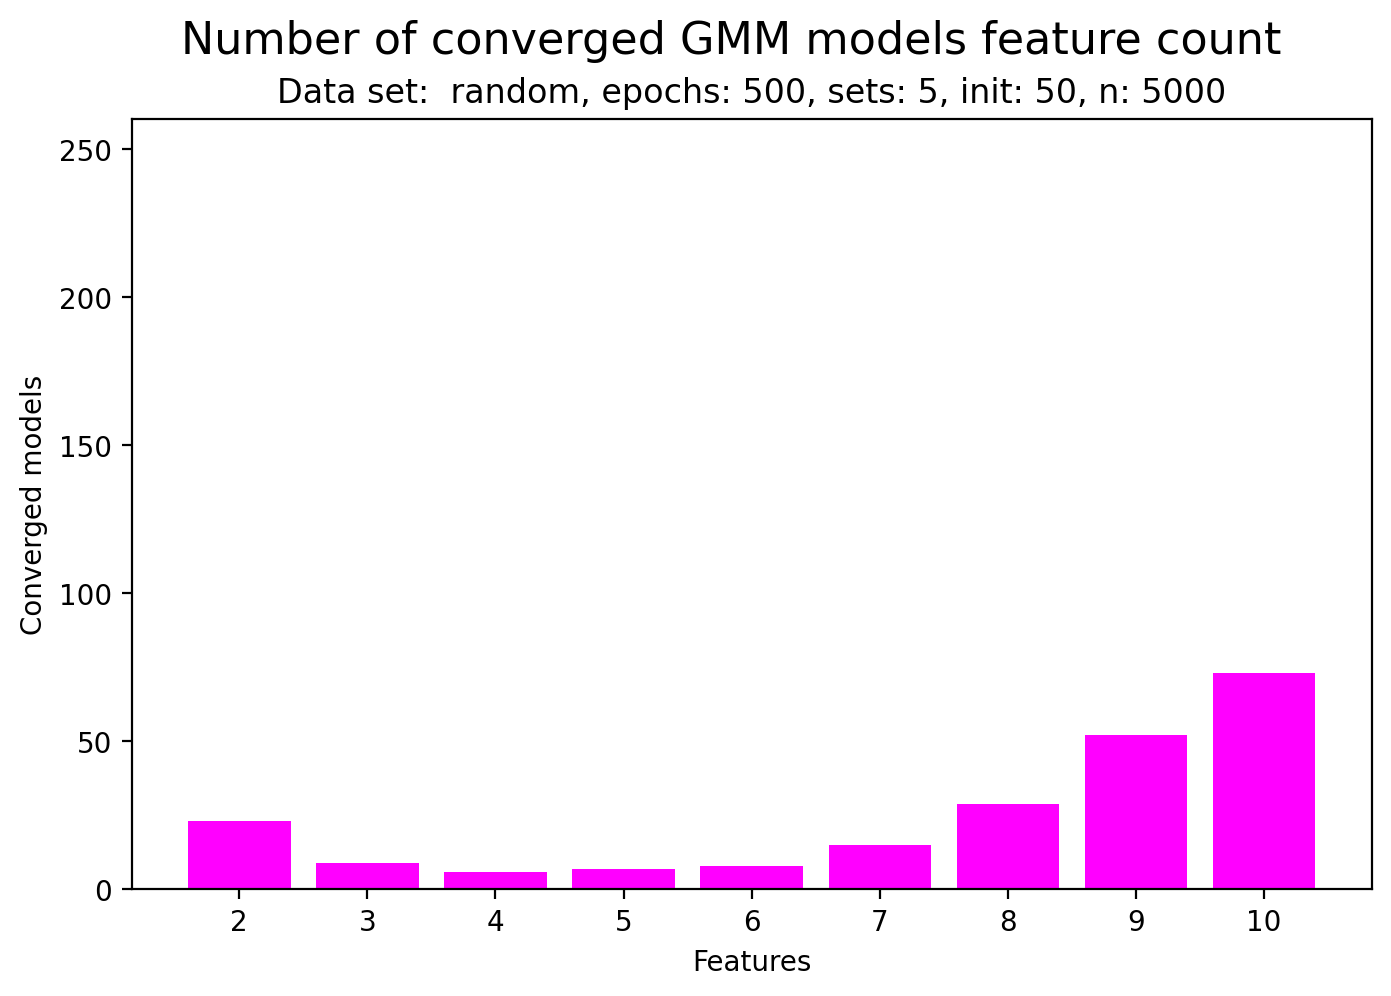 Number of converged GMM models feature count
Data set:  random, epochs: 500, sets: 5, init: 50, n: 5000
250
200
150
100
50
0
Converged models
2 3 4 5 6 7 8 9 10
Features